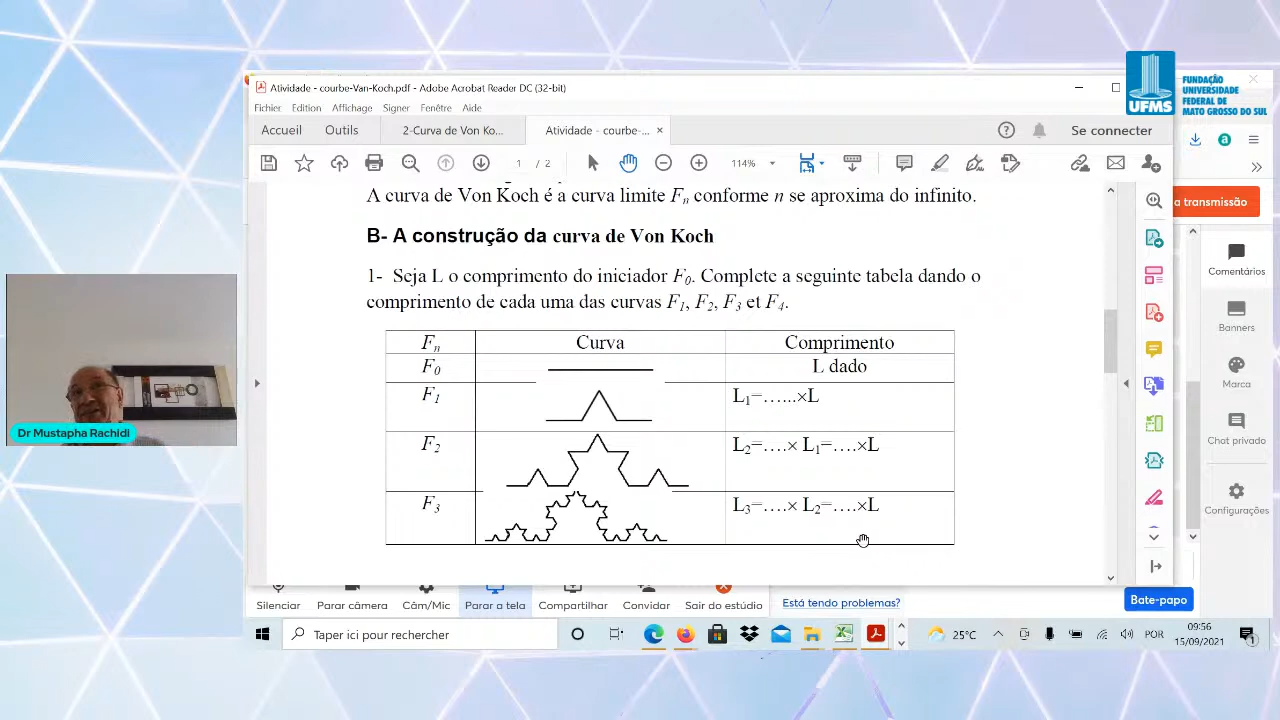 Atividade - courbe-Van-Koch.pdf - Adobe Acrobat Reader DC (32-bit)
Fichier Edition Affichage Signer Fenêtre Aide
Accueil Outils 2-Curva de Von Ko... Atividade - courbe-... × Se connecter
1 / 2 114%
A curva de Von Koch é a curva limite Fn conforme n se aproxima do infinito.
B- A construção da curva de Von Koch
1- Seja L o comprimento do iniciador F0. Complete a seguinte tabela dando o
comprimento de cada uma das curvas F1, F2, F3 et F4.
Fn Curva Comprimento
F0 L dado
F1 L1=…...×L
F2 L2=….× L1=….×L
F3 L3=….× L2=….×L
Dr Mustapha Rachidi
UFMS
FUNDAÇÃO
UNIVERSIDADE
FEDERAL DE
MATO GROSSO DO SUL
a transmissão
Comentários
Banners
Marca
Chat privado
Configurações
Silenciar Parar câmera Câm/Mic Parar a tela Compartilhar Convidar Sair do estúdio
Está tendo problemas?
Bate-papo
Taper ici pour rechercher
25°C POR
09:56
15/09/2021